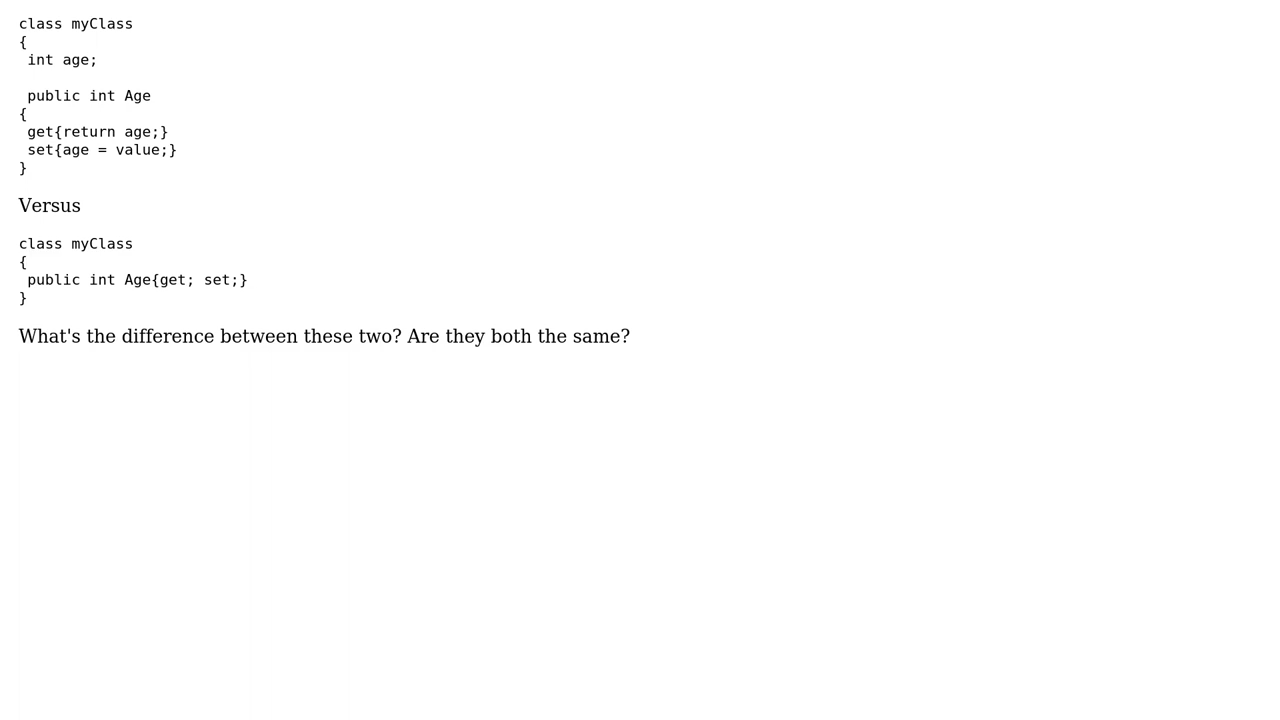 class myClass
{
 int age;

 public int Age
{
 get{return age;}
 set{age = value;}
}
Versus
class myClass
{
 public int Age{get; set;}
}
What's the difference between these two? Are they both the same?